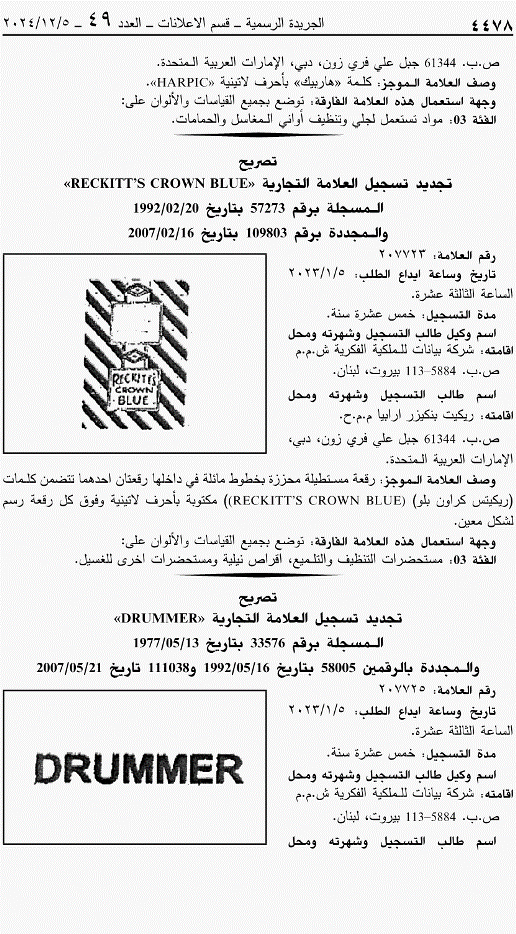 ٤٤٧٨ الجريدة الرسمية ــ قسم الاعلانات ــ العدد ٤٩ ــ ٢٠٢٤/١٢/٥
ص.ب. 61344 جبل علي فري زون، دبي، الإمارات العربية المتحدة.
وصف العلامة الموجز: كلمة «هاربيك» بأحرف لاتينية «HARPIC».
وجهة استعمال هذه العلامة الفارقة: توضع بجميع القياسات والألوان على:
الفئة 03: مواد تستعمل لجلي وتنظيف أواني المغاسل والحمامات.
تصريح
تجديد تسجيل العلامة التجارية «RECKITT'S CROWN BLUE»
المسجلة برقم 57273 بتاريخ 1992/02/20
والمجددة برقم 109803 بتاريخ 2007/02/16
رقم العلامة: ٢٠٧٧٢٣
تاريخ وساعة ايداع الطلب: ٢٠٢٣/١/٥
الساعة الثالثة عشرة.
مدة التسجيل: خمس عشرة سنة.
اسم وكيل طالب التسجيل وشهرته ومحل
اقامته: شركة بيانات للملكية الفكرية ش.م.م
ص.ب. 5884–113 بيروت، لبنان.
اسم طالب التسجيل وشهرته ومحل
اقامته: ريكيت بنكيزر ارابيا م.م.ح.
ص.ب. 61344 جبل علي فري زون، دبي،
الإمارات العربية المتحدة.
RECKITT'S
CROWN
BLUE
وصف العلامة الموجز: رقعة مستطيلة محززة بخطوط مائلة في داخلها رقعتان احدهما تتضمن كلمات
(ريكيتس كراون بلو) (RECKITT'S CROWN BLUE)) مكتوبة بأحرف لاتينية وفوق كل رقعة رسم
لشكل معين.
وجهة استعمال هذه العلامة الفارقة: توضع بجميع القياسات والألوان على:
الفئة 03: مستحضرات التنظيف والتلميع، اقراص نيلية ومستحضرات اخرى للغسيل.
تصريح
تجديد تسجيل العلامة التجارية «DRUMMER»
المسجلة برقم 33576 بتاريخ 1977/05/13
والمجددة بالرقمين 58005 بتاريخ 1992/05/16 و111038 تاريخ 2007/05/21
رقم العلامة: ٢٠٧٧٢٥
تاريخ وساعة ايداع الطلب: ٢٠٢٣/١/٥
الساعة الثالثة عشرة.
مدة التسجيل: خمس عشرة سنة.
اسم وكيل طالب التسجيل وشهرته ومحل
اقامته: شركة بيانات للملكية الفكرية ش.م.م
ص.ب. 5884–113 بيروت، لبنان.
اسم طالب التسجيل وشهرته ومحل
DRUMMER